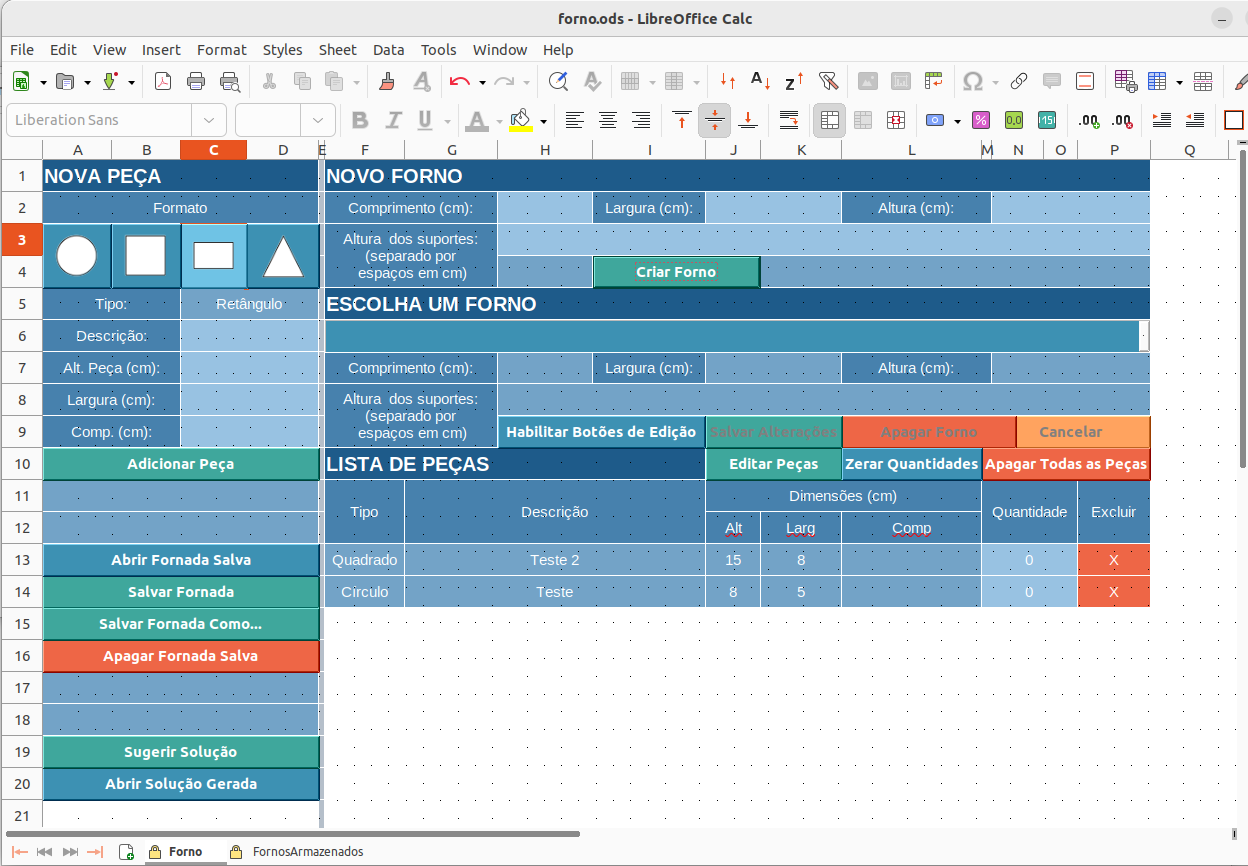 forno.ods - LibreOffice Calc
File Edit View Insert Format Styles Sheet Data Tools Window Help
Liberation Sans
A B C D E F G H I J K L M N O P Q
1 NOVA PEÇA NOVO FORNO
2 Formato Comprimento (cm): Largura (cm): Altura (cm):
3 Altura dos suportes:
(separado por
4 espaços em cm) Criar Forno
5 Tipo: Retângulo ESCOLHA UM FORNO
6 Descrição:
7 Alt. Peça (cm): Comprimento (cm): Largura (cm): Altura (cm):
8 Largura (cm): Altura dos suportes:
(separado por
9 Comp. (cm): espaços em cm) Habilitar Botões de Edição Salvar Alterações Apagar Forno Cancelar
10 Adicionar Peça LISTA DE PEÇAS Editar Peças Zerar Quantidades Apagar Todas as Peças
11 Dimensões (cm)
Tipo Descrição Quantidade Excluir
12 Alt Larg Comp
13 Abrir Fornada Salva Quadrado Teste 2 15 8 0 X
14 Salvar Fornada Círculo Teste 8 5 0 X
15 Salvar Fornada Como...
16 Apagar Fornada Salva
17
18
19 Sugerir Solução
20 Abrir Solução Gerada
21
Forno FornosArmazenados